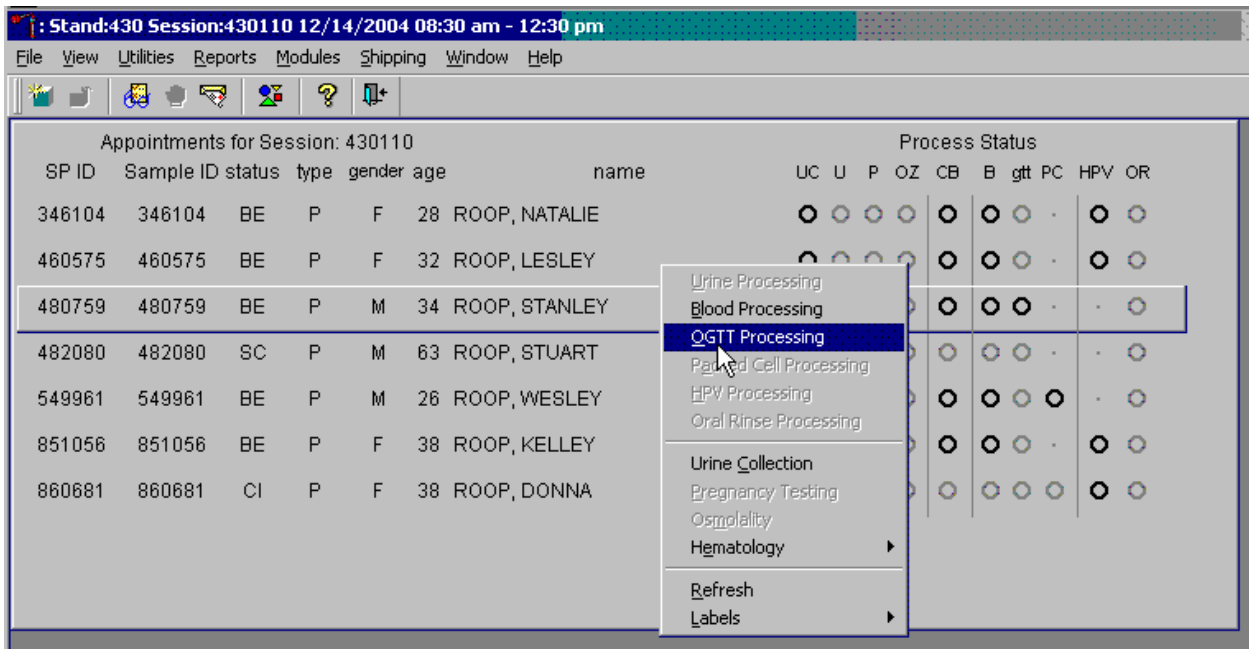 : Stand:430 Session:430110 12/14/2004 08:30 am - 12:30 pm
File View Utilities Reports Modules Shipping Window Help
Appointments for Session: 430110 Process Status
SP ID Sample ID status type gender age name UC U P OZ CB B gtt PC HPV OR
346104 346104 BE P F 28 ROOP, NATALIE
460575 460575 BE P F 32 ROOP, LESLEY
480759 480759 BE P M 34 ROOP, STANLEY
482080 482080 SC P M 63 ROOP, STUART
549961 549961 BE P M 26 ROOP, WESLEY
851056 851056 BE P F 38 ROOP, KELLEY
860681 860681 CI P F 38 ROOP, DONNA
Urine Processing
Blood Processing
OGTT Processing
Packed Cell Processing
HPV Processing
Oral Rinse Processing
Urine Collection
Pregnancy Testing
Osmolality
Hematology
Refresh
Labels